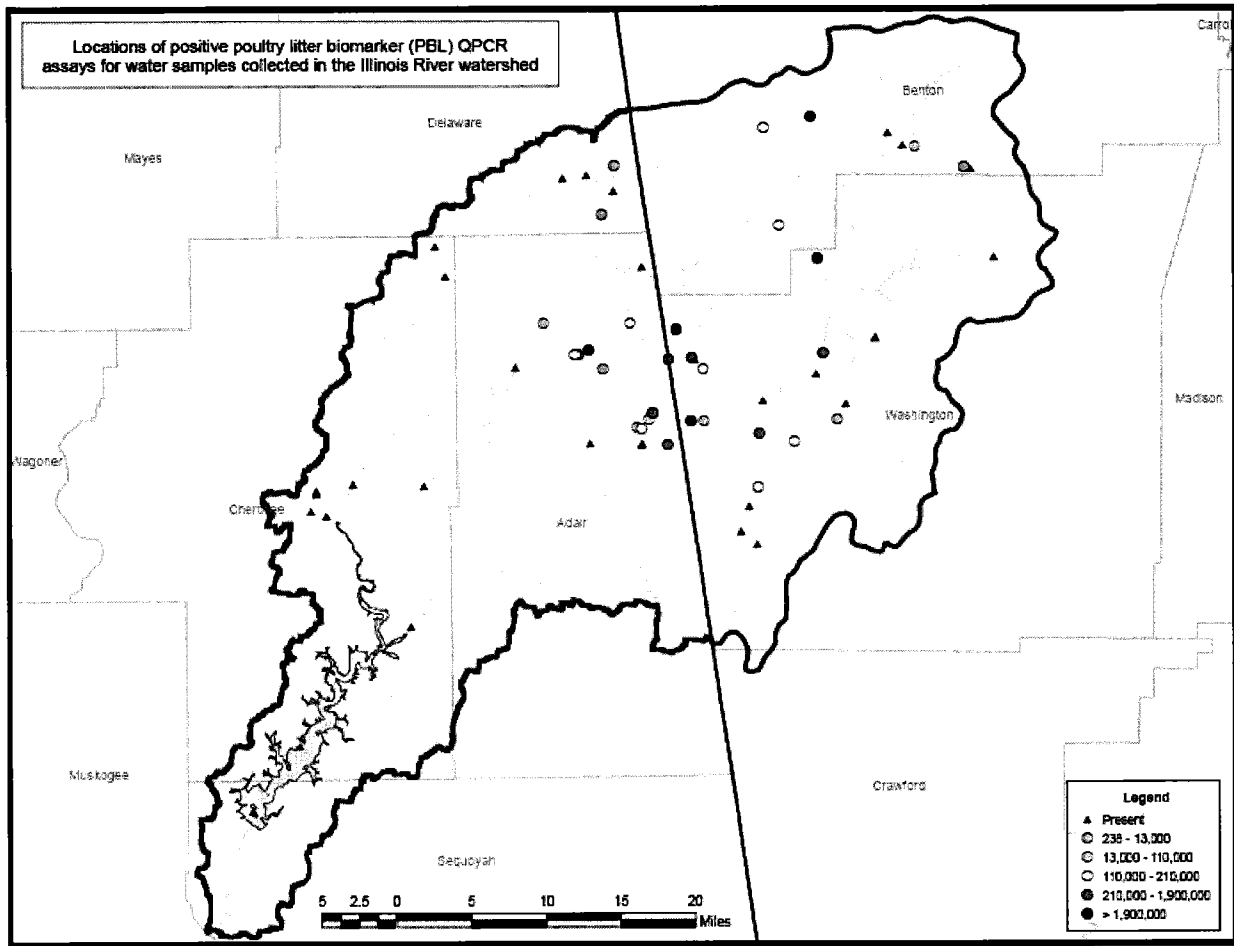 Locations of positive poultry litter biomarker (PBL) QPCR
assays for water samples collected in the Illinois River watershed
Carro
Benton
Delaware
Mayes
Madison
Washington
Wagoner
Cherokee
Adair
Muskogee
Crawford
Sequoyah
Legend
Present
238 - 13,000
13,000 - 110,000
110,000 - 210,000
210,000 - 1,900,000
> 1,900,000
5 2.5 0 5 10 15 20
Miles